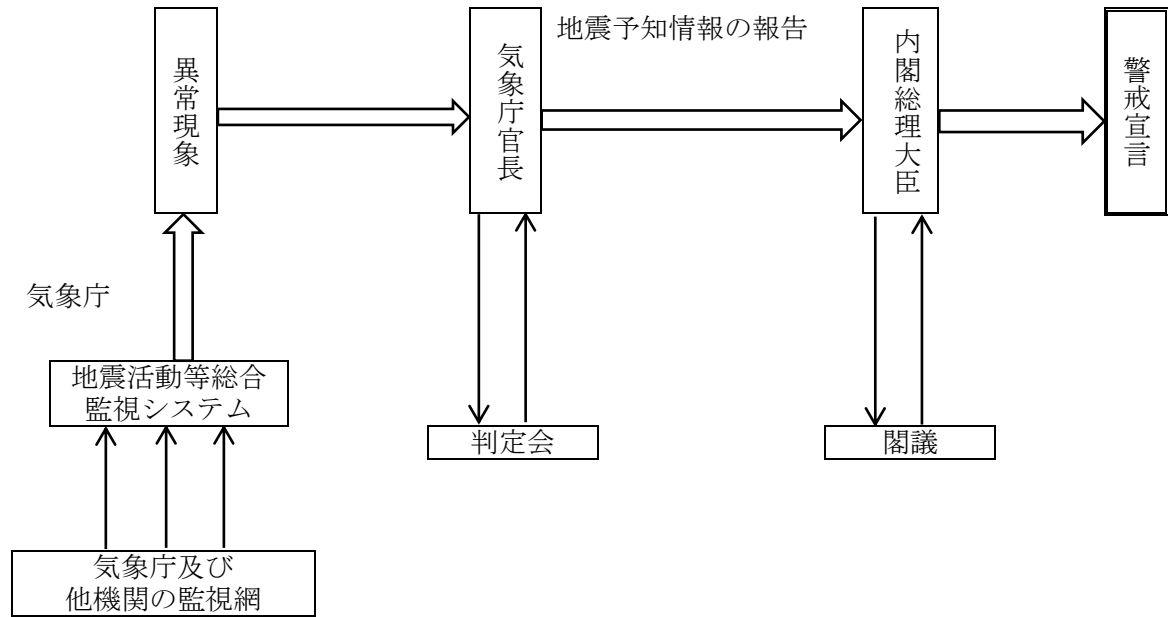 異常現象
気象庁官長
地震予知情報の報告
内閣総理大臣
警戒宣言
気象庁
地震活動等総合
監視システム
判定会
閣議
気象庁及び
他機関の監視網